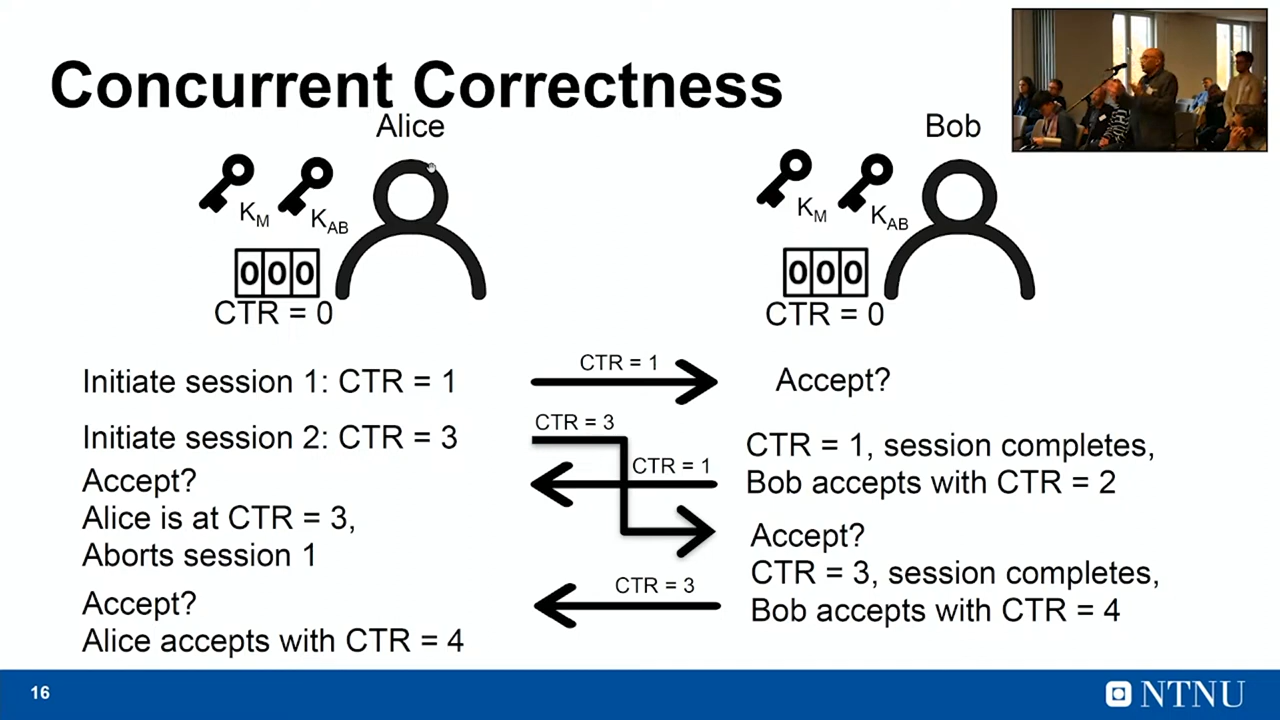 Concurrent Correctness
Alice
Bob
K_M
K_AB
000
CTR = 0
K_M
K_AB
000
CTR = 0
Initiate session 1: CTR = 1
CTR = 1
Accept?
Initiate session 2: CTR = 3
CTR = 3
CTR = 1
CTR = 1, session completes,
Bob accepts with CTR = 2
Accept?
Alice is at CTR = 3,
Aborts session 1
Accept?
CTR = 3, session completes,
Bob accepts with CTR = 4
CTR = 3
Accept?
Alice accepts with CTR = 4
16
NTNU